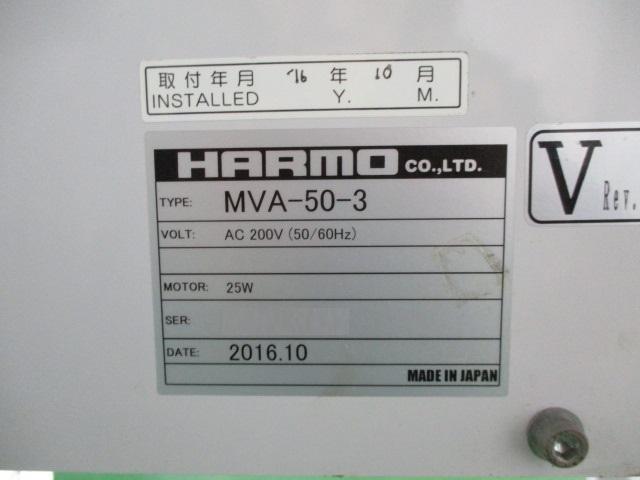 取付年月 '16 年 10 月
INSTALLED Y. M.
HARMO CO.,LTD.
TYPE: MVA-50-3
VOLT: AC 200V (50/60Hz)
MOTOR: 25W
SER:
DATE: 2016.10
MADE IN JAPAN
V Rev.